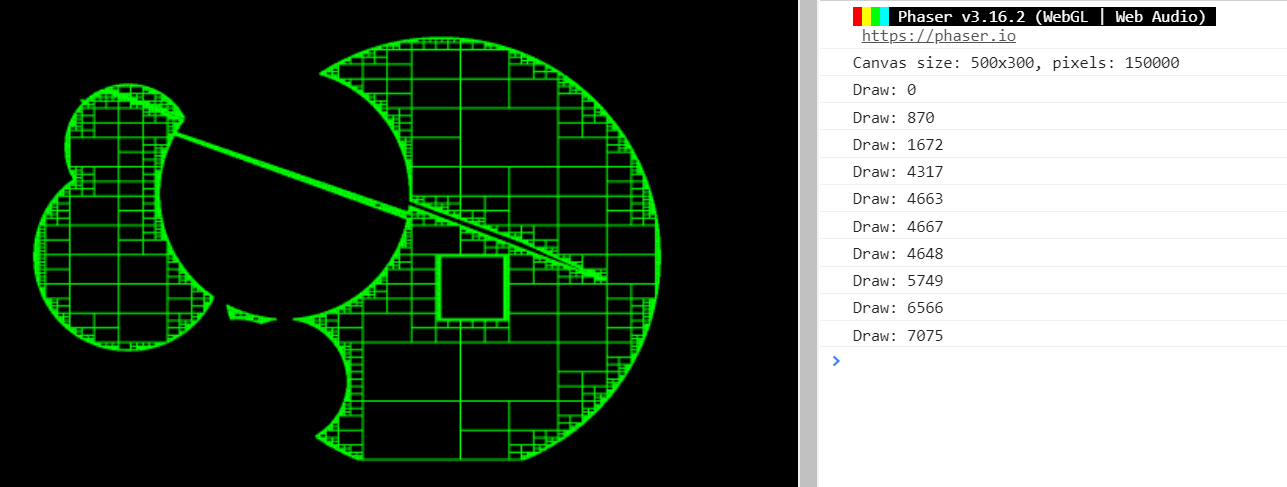 Phaser v3.16.2 (WebGL | Web Audio)
https://phaser.io
Canvas size: 500x300, pixels: 150000
Draw: 0
Draw: 870
Draw: 1672
Draw: 4317
Draw: 4663
Draw: 4667
Draw: 4648
Draw: 5749
Draw: 6566
Draw: 7075